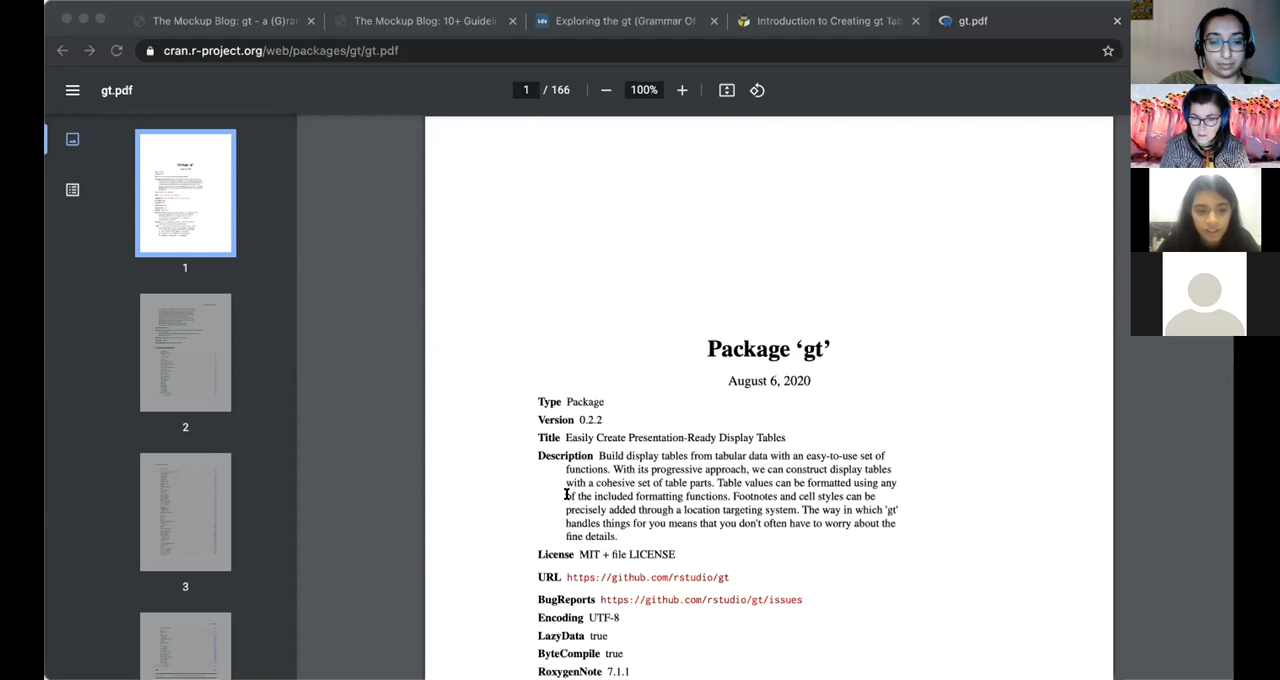 The Mockup Blog: gt - a (G)ra
The Mockup Blog: 10+ Guideli
tds
Exploring the gt (Grammar Of
Introduction to Creating gt Tab
gt.pdf
cran.r-project.org/web/packages/gt/gt.pdf
gt.pdf
1 / 166
100%
Package ‘gt’
August 6, 2020
Type Package
Version 0.2.2
Title Easily Create Presentation-Ready Display Tables
Description Build display tables from tabular data with an easy-to-use set of
functions. With its progressive approach, we can construct display tables
with a cohesive set of table parts. Table values can be formatted using any
of the included formatting functions. Footnotes and cell styles can be
precisely added through a location targeting system. The way in which 'gt'
handles things for you means that you don't often have to worry about the
fine details.
License MIT + file LICENSE
URL https://github.com/rstudio/gt
BugReports https://github.com/rstudio/gt/issues
Encoding UTF-8
LazyData true
ByteCompile true
RoxygenNote 7.1.1
Package 'gt'
1
2
3